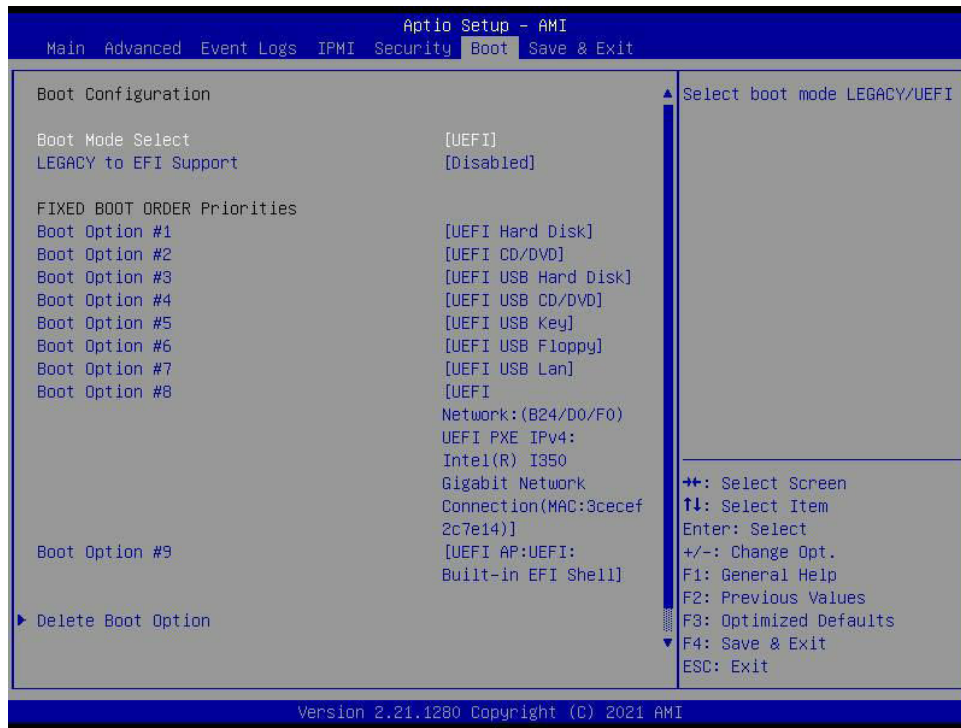 Aptio Setup – AMI
Main Advanced Event Logs IPMI Security Boot Save & Exit
Boot Configuration
Select boot mode LEGACY/UEFI
Boot Mode Select [UEFI]
LEGACY to EFI Support [Disabled]
FIXED BOOT ORDER Priorities
Boot Option #1 [UEFI Hard Disk]
Boot Option #2 [UEFI CD/DVD]
Boot Option #3 [UEFI USB Hard Disk]
Boot Option #4 [UEFI USB CD/DVD]
Boot Option #5 [UEFI USB Key]
Boot Option #6 [UEFI USB Floppy]
Boot Option #7 [UEFI USB Lan]
Boot Option #8 [UEFI
Network:(B24/D0/F0)
UEFI PXE IPv4:
Intel(R) I350
Gigabit Network
Connection(MAC:3cecef
2c7e14)]
Boot Option #9 [UEFI AP:UEFI:
Built-in EFI Shell]
Delete Boot Option
→←: Select Screen
↑↓: Select Item
Enter: Select
+/-: Change Opt.
F1: General Help
F2: Previous Values
F3: Optimized Defaults
F4: Save & Exit
ESC: Exit
Version 2.21.1280 Copyright (C) 2021 AMI